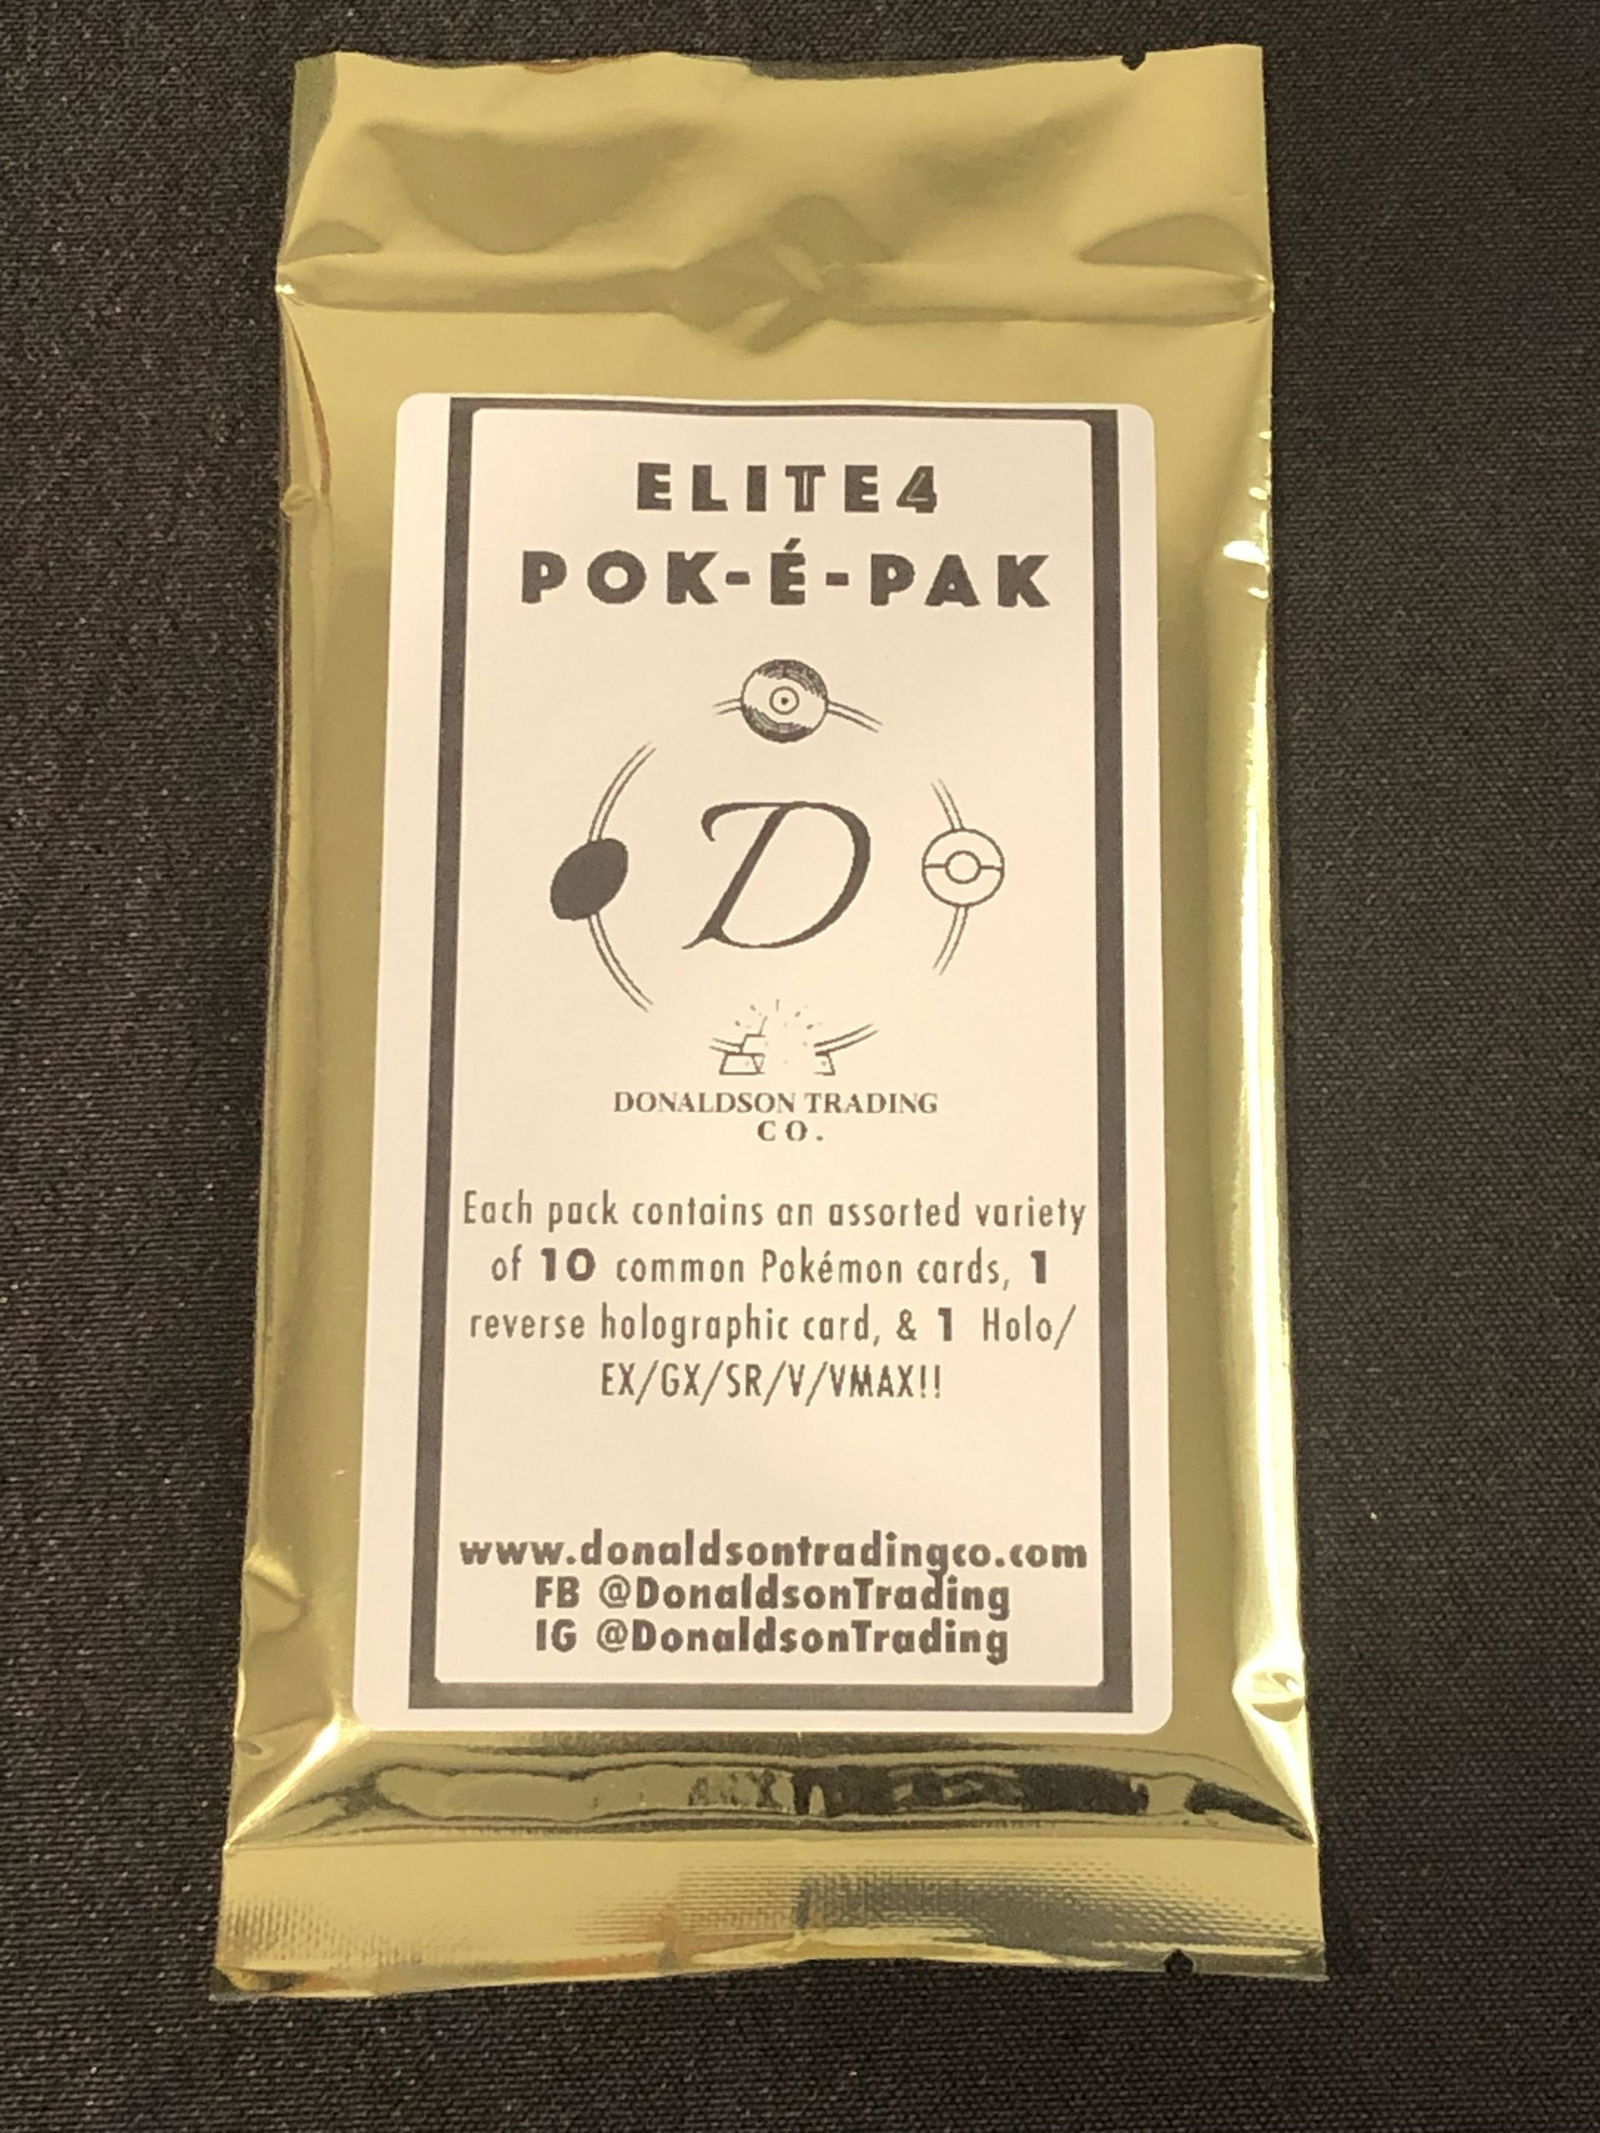 ELITE4
POK-É-PAK
D
DONALDSON TRADING
CO.
Each pack contains an assorted variety
of 10 common Pokémon cards, 1
reverse holographic card, & 1 Holo/
EX/GX/SR/V/VMAX!!
www.donaldsontradingco.com
FB @DonaldsonTrading
IG @DonaldsonTrading